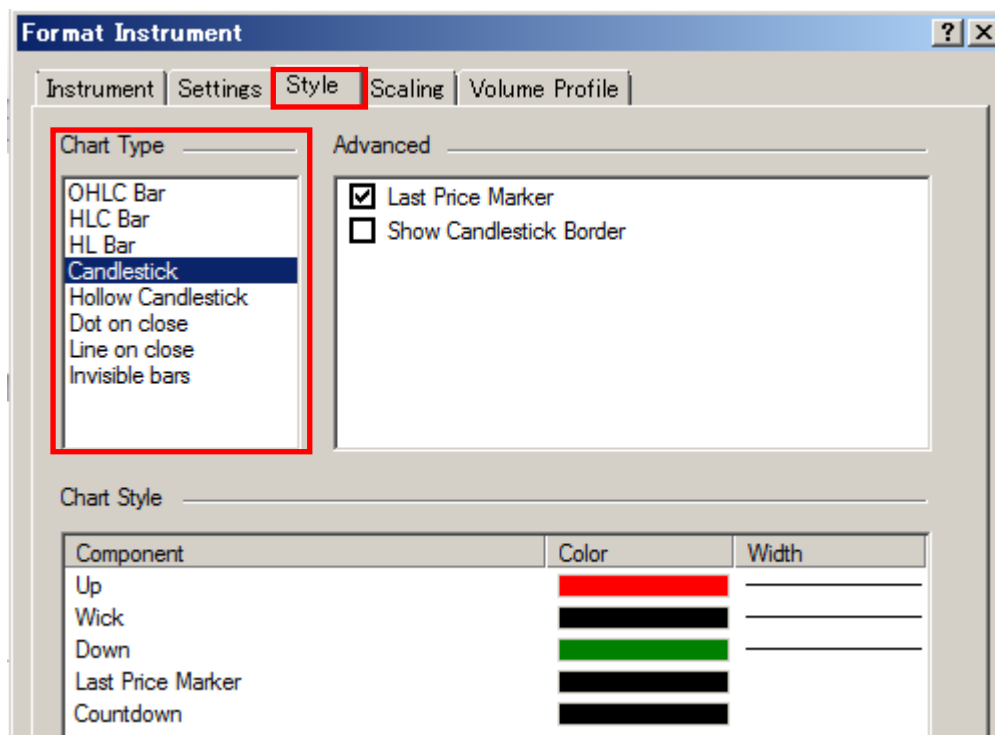 Format Instrument
Instrument Settings Style Scaling Volume Profile
Chart Type
OHLC Bar
HLC Bar
HL Bar
Candlestick
Hollow Candlestick
Dot on close
Line on close
Invisible bars
Advanced
Last Price Marker
Show Candlestick Border
Chart Style
Component Color Width
Up
Wick
Down
Last Price Marker
Countdown